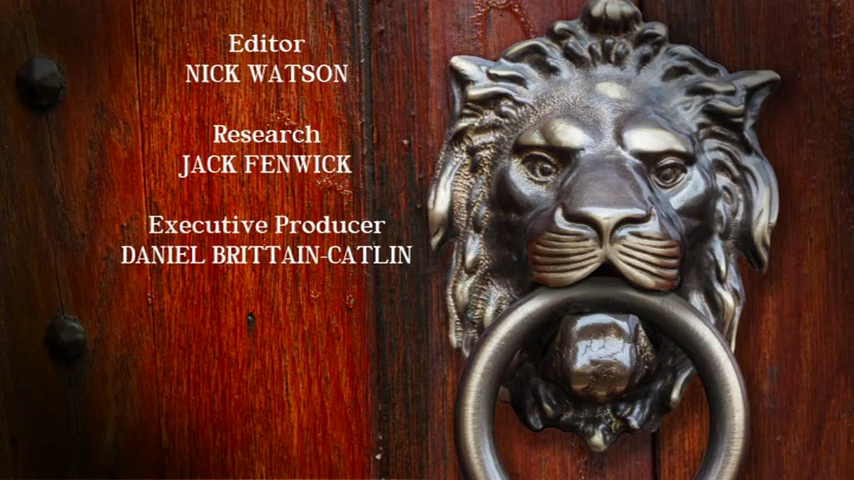 Editor
NICK WATSON
Research
JACK FENWICK
Executive Producer
DANIEL BRITTAIN-CATLIN